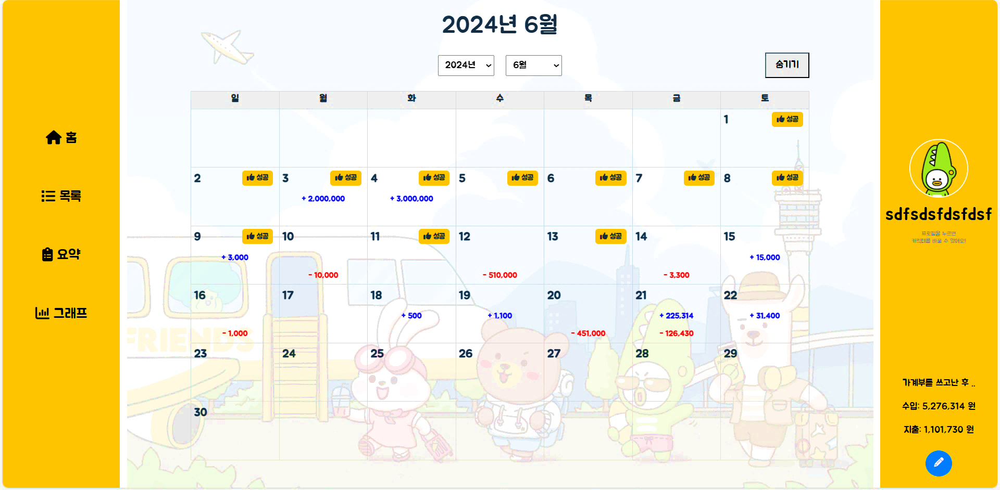 2024년 6월
2024년 6월 숨기기
홈
목록
요약
그래프
일 월 화 수 목 금 토
1 성공
2 성공 3 성공 4 성공 5 성공 6 성공 7 성공 8 성공
+ 2,000,000 + 3,000,000
9 성공 10 11 성공 12 13 성공 14 15
+ 3,000 + 15,000
- 10,000 - 510,000 - 3,300
16 17 18 19 20 21 22
+ 500 + 1,100 + 225,314 + 31,400
- 1,000 - 451,000 - 126,430
FRIENDS
23 24 25 26 27 28 29
30
sdfsdsfdsfdsf
프로필을 누르면
캐릭터를 바꿀 수 있어요!
가계부를 쓰고난 후 ..
수입: 5,276,314 원
지출: 1,101,730 원